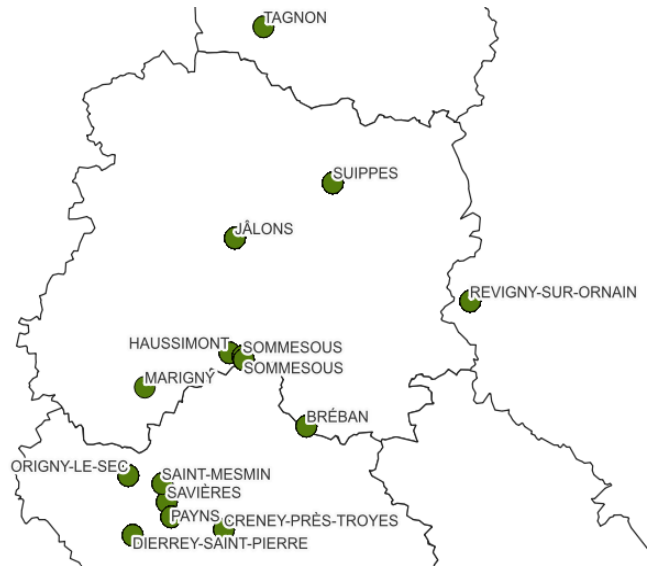 TAGNON
SUIPPES
JÂLONS
REVIGNY-SUR-ORNAIN
HAUSSIMONT
SOMMESOUS
SOMMESOUS
MARIGNY
BRÉBAN
ORIGNY-LE-SEC
SAINT-MESMIN
SAVIÈRES
PAYNS
CRENEY-PRÈS-TROYES
DIERREY-SAINT-PIERRE